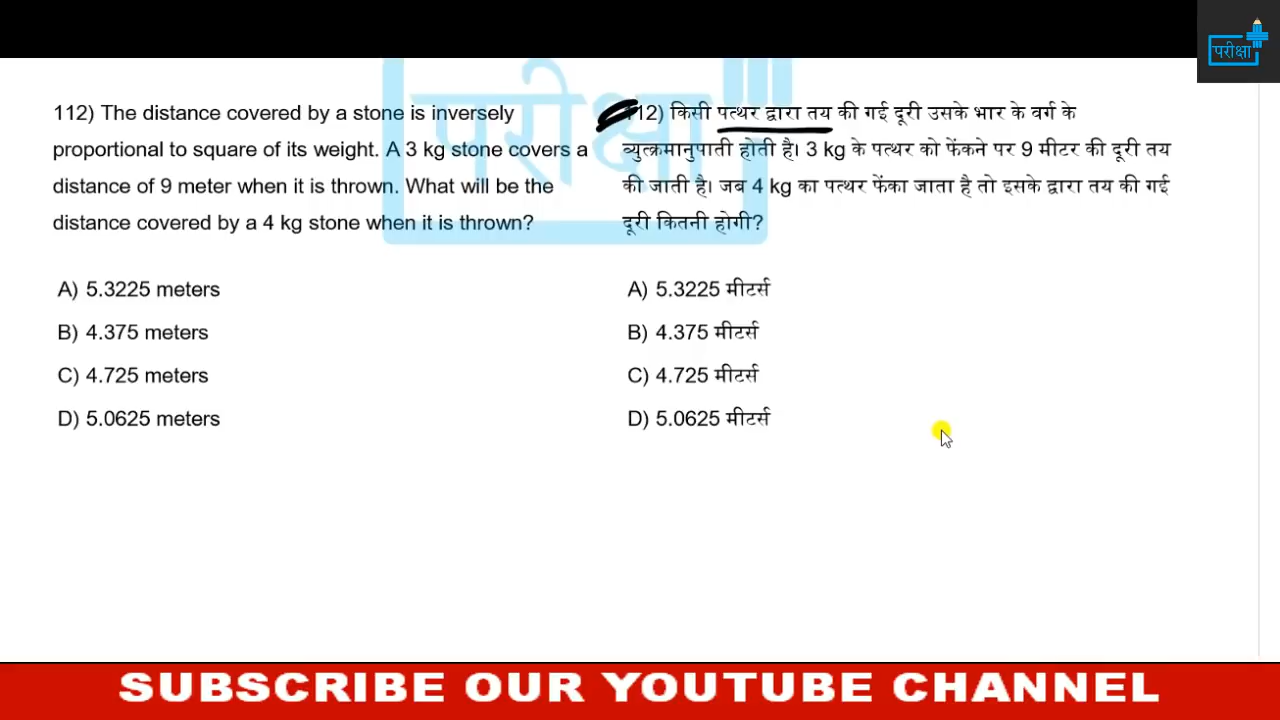 परीक्षा
परीक्षा
112) The distance covered by a stone is inversely
proportional to square of its weight. A 3 kg stone covers a
distance of 9 meter when it is thrown. What will be the
distance covered by a 4 kg stone when it is thrown?
A) 5.3225 meters
B) 4.375 meters
C) 4.725 meters
D) 5.0625 meters
112) किसी पत्थर द्वारा तय की गई दूरी उसके भार के वर्ग के
व्युत्क्रमानुपाती होती है। 3 kg के पत्थर को फेंकने पर 9 मीटर की दूरी तय
की जाती है। जब 4 kg का पत्थर फेंका जाता है तो इसके द्वारा तय की गई
दूरी कितनी होगी?
A) 5.3225 मीटर्स
B) 4.375 मीटर्स
C) 4.725 मीटर्स
D) 5.0625 मीटर्स
SUBSCRIBE OUR YOUTUBE CHANNEL